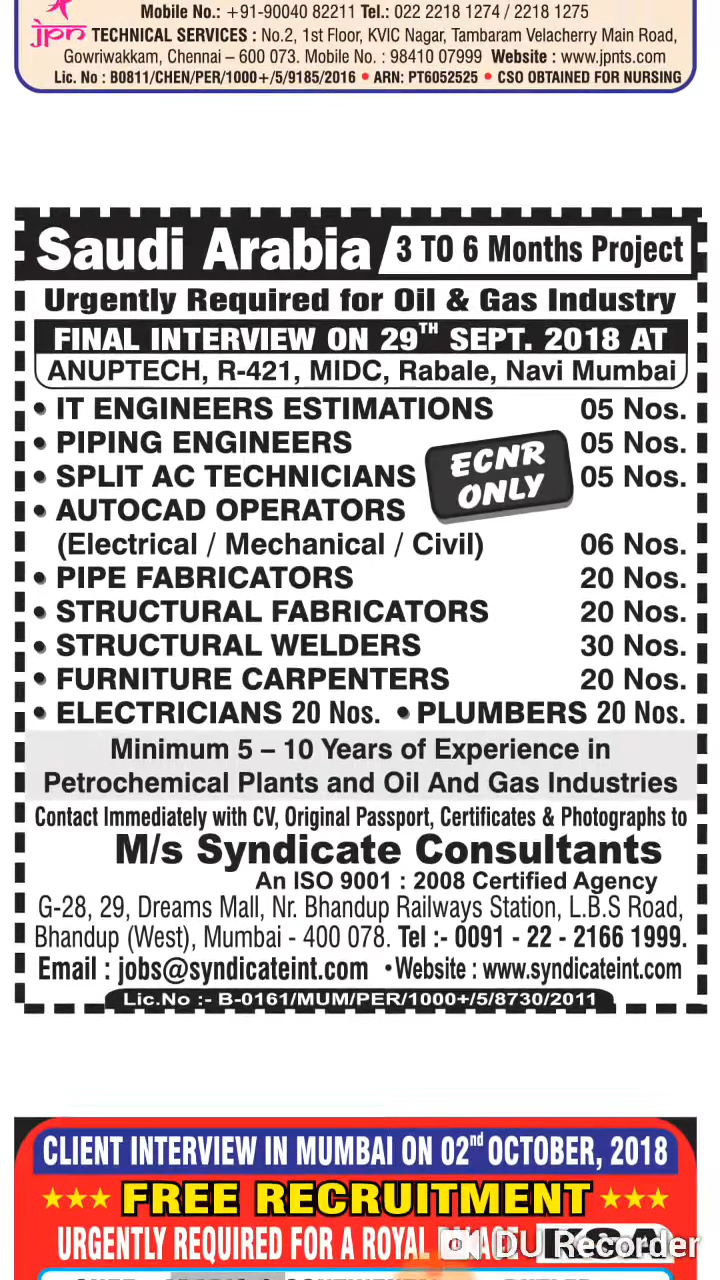 Mobile No.: +91-90040 82211 Tel.: 022 2218 1274 / 2218 1275
jpn TECHNICAL SERVICES : No.2, 1st Floor, KVIC Nagar, Tambaram Velacherry Main Road,
Gowriwakkam, Chennai – 600 073. Mobile No. : 98410 07999 Website : www.jpnts.com
Lic. No : B0811/CHEN/PER/1000+/5/9185/2016 • ARN: PT6052525 • CSO OBTAINED FOR NURSING
Saudi Arabia 3 TO 6 Months Project
Urgently Required for Oil & Gas Industry
FINAL INTERVIEW ON 29TH SEPT. 2018 AT
ANUPTECH, R-421, MIDC, Rabale, Navi Mumbai
• IT ENGINEERS ESTIMATIONS 05 Nos.
• PIPING ENGINEERS 05 Nos.
• SPLIT AC TECHNICIANS 05 Nos.
ECNR
ONLY
• AUTOCAD OPERATORS
(Electrical / Mechanical / Civil) 06 Nos.
• PIPE FABRICATORS 20 Nos.
• STRUCTURAL FABRICATORS 20 Nos.
• STRUCTURAL WELDERS 30 Nos.
• FURNITURE CARPENTERS 20 Nos.
• ELECTRICIANS 20 Nos. • PLUMBERS 20 Nos.
Minimum 5 – 10 Years of Experience in
Petrochemical Plants and Oil And Gas Industries
Contact Immediately with CV, Original Passport, Certificates & Photographs to
M/s Syndicate Consultants
An ISO 9001 : 2008 Certified Agency
G-28, 29, Dreams Mall, Nr. Bhandup Railways Station, L.B.S Road,
Bhandup (West), Mumbai - 400 078. Tel :- 0091 - 22 - 2166 1999.
Email : jobs@syndicateint.com • Website : www.syndicateint.com
Lic.No :- B-0161/MUM/PER/1000+/5/8730/2011
CLIENT INTERVIEW IN MUMBAI ON 02nd OCTOBER, 2018
FREE RECRUITMENT
URGENTLY REQUIRED FOR A ROYAL KSA
DU Recorder